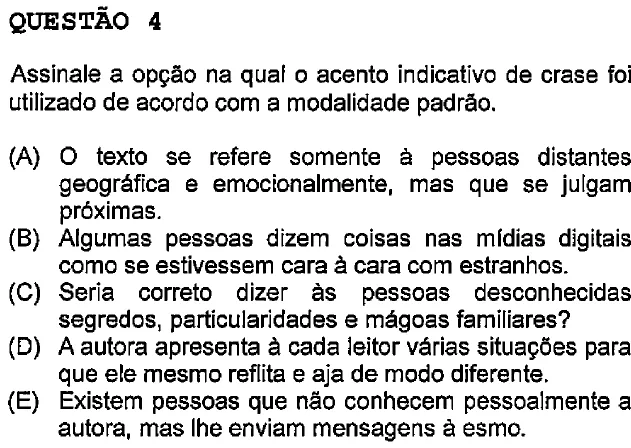 QUESTÃO 4
Assinale a opção na qual o acento indicativo de crase foi
utilizado de acordo com a modalidade padrão.
(A) O texto se refere somente à pessoas distantes
geográfica e emocionalmente, mas que se julgam
próximas.
(B) Algumas pessoas dizem coisas nas mídias digitais
como se estivessem cara à cara com estranhos.
(C) Seria correto dizer às pessoas desconhecidas
segredos, particularidades e mágoas familiares?
(D) A autora apresenta à cada leitor várias situações para
que ele mesmo reflita e aja de modo diferente.
(E) Existem pessoas que não conhecem pessoalmente a
autora, mas lhe enviam mensagens à esmo.